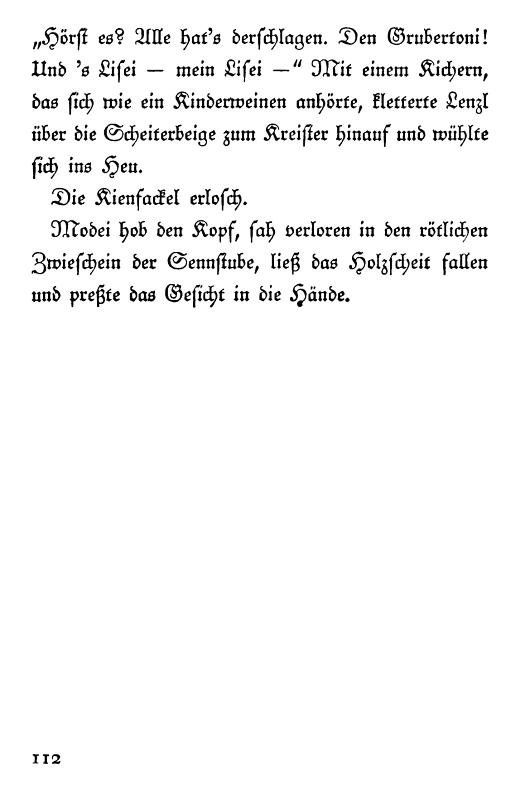 „Hörst es? Alle hat's derschlagen. Den Grubertoni!
Und 's Lisei — mein Lisei —“ Mit einem Kichern,
das sich wie ein Kinderweinen anhörte, kletterte Lenzl
über die Scheiterbeige zum Kreister hinauf und wühlte
sich ins Heu.
Die Kienfackel erlosch.
Modei hob den Kopf, sah verloren in den rötlichen
Zwieschein der Sennstube, ließ das Holzscheit fallen
und preßte das Gesicht in die Hände.
112